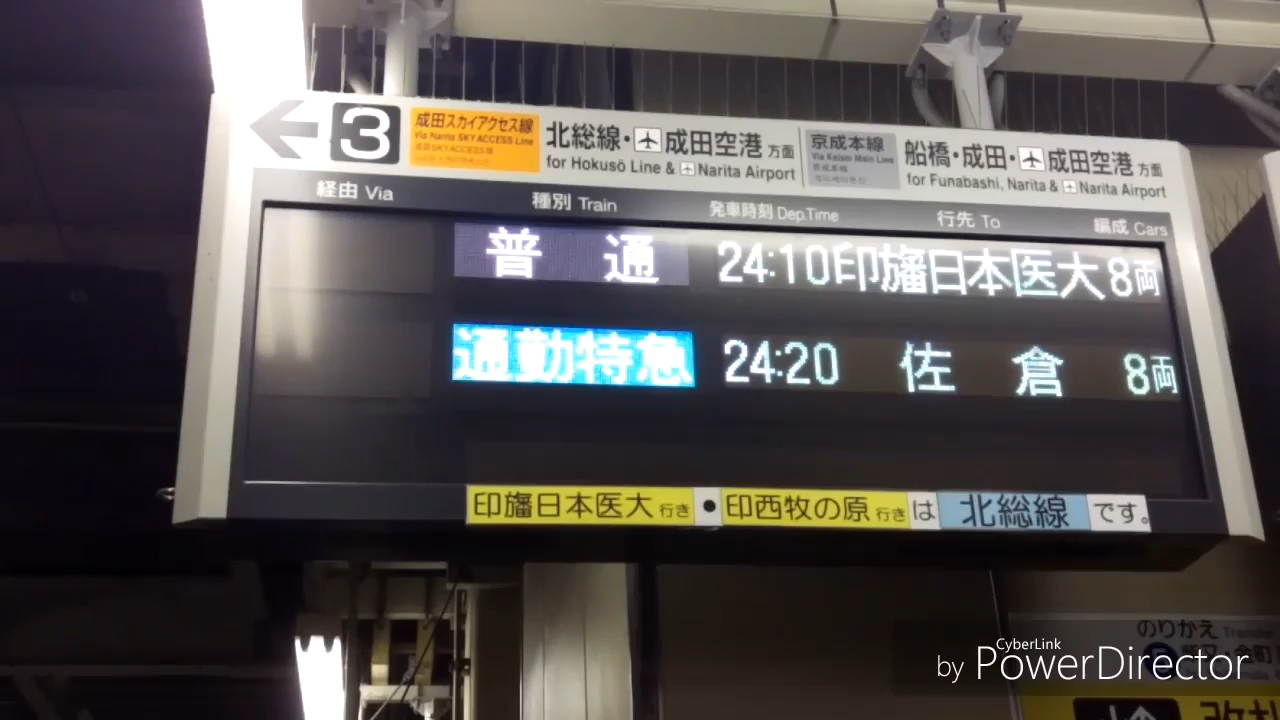 3
成田スカイアクセス線
Via Narita SKY ACCESS Line
北総線・成田空港 方面
for Hokusō Line & Narita Airport
京成本線
Via Keisei Main Line
船橋・成田・成田空港 方面
for Funabashi, Narita & Narita Airport
経由 Via 種別 Train 発車時刻 Dep.Time 行先 To 編成 Cars
普通 24:10 印旛日本医大 8両
通勤特急 24:20 佐倉 8両
印旛日本医大 行き ● 印西牧の原 行き は 北総線 です。
のりかえ
CyberLink
by PowerDirector